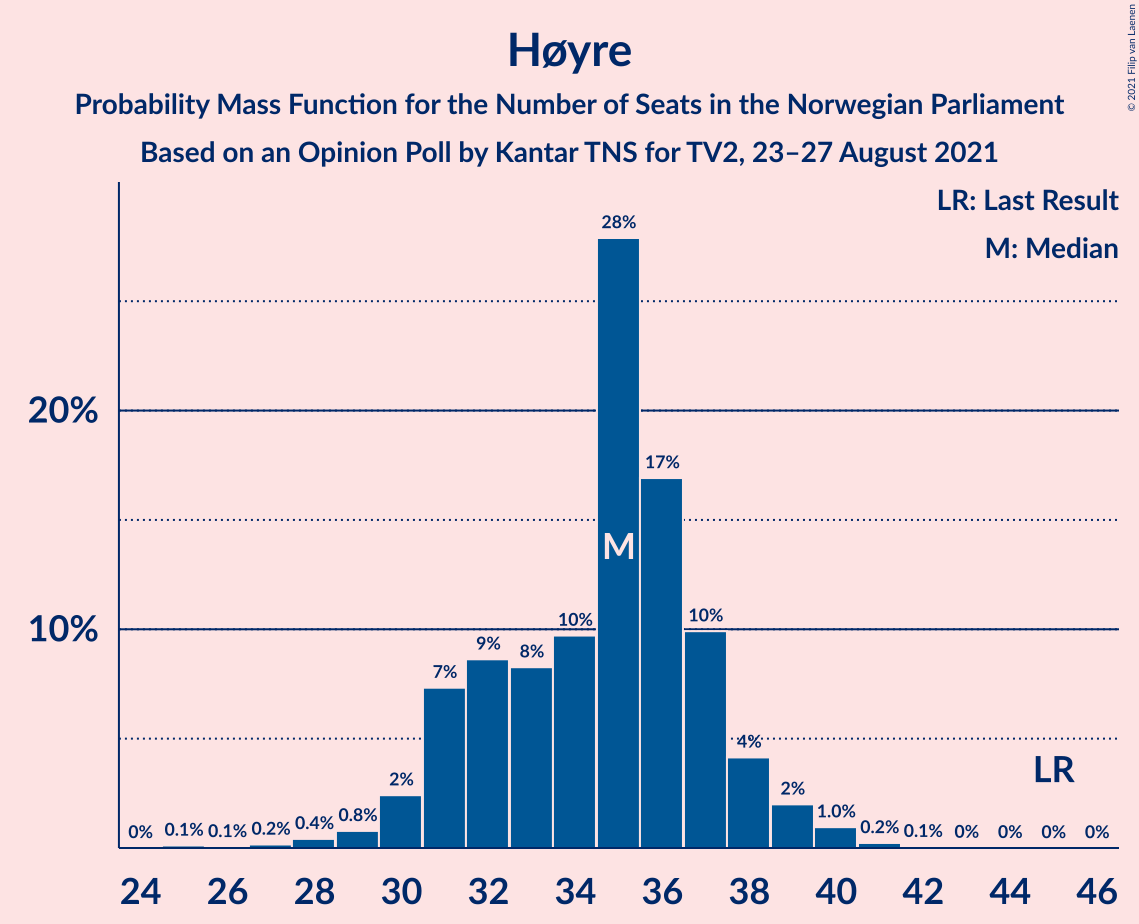 Høyre
Probability Mass Function for the Number of Seats in the Norwegian Parliament
Based on an Opinion Poll by Kantar TNS for TV2, 23–27 August 2021
© 2021 Filip van Laenen
LR: Last Result
M: Median
20%
10%
0%
0.1%
0.1%
0.2%
0.4%
0.8%
2%
7%
9%
8%
10%
28%
17%
10%
4%
2%
1.0%
0.2%
0.1%
0%
0%
0%
0%
M
LR
24 26 28 30 32 34 36 38 40 42 44 46